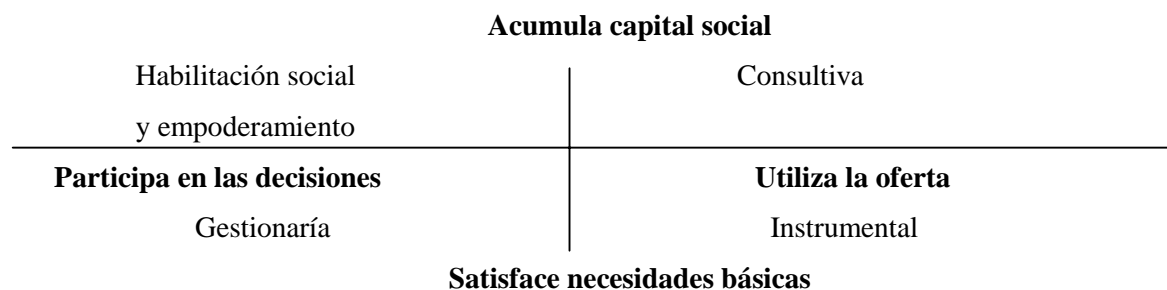 Acumula capital social
Habilitación social
Consultiva
y empoderamiento
Participa en las decisiones
Utiliza la oferta
Gestionaría
Instrumental
Satisface necesidades básicas